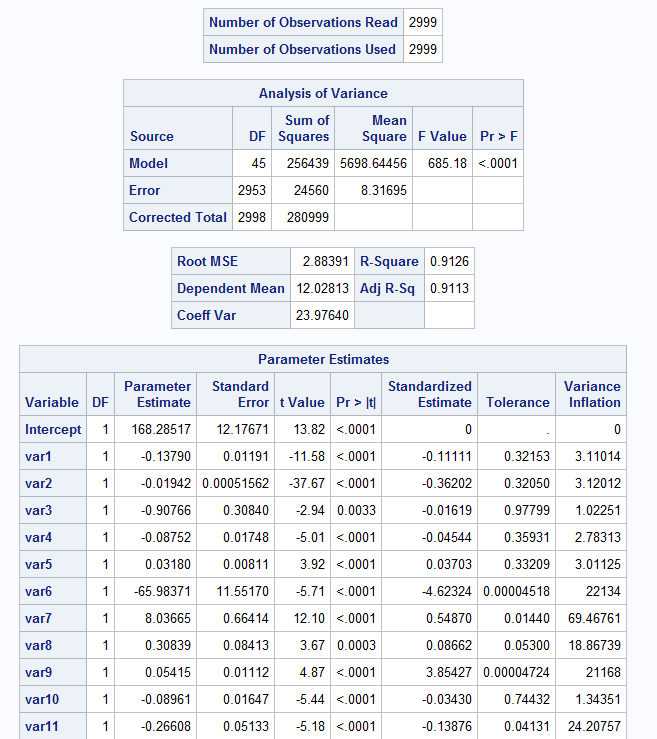 Number of Observations Read 2999
Number of Observations Used 2999
Analysis of Variance
Source DF Sum of Squares Mean Square F Value Pr > F
Model 45 256439 5698.64456 685.18 <.0001
Error 2953 24560 8.31695
Corrected Total 2998 280999
Root MSE 2.88391 R-Square 0.9126
Dependent Mean 12.02813 Adj R-Sq 0.9113
Coeff Var 23.97640
Parameter Estimates
Variable DF Parameter Estimate Standard Error t Value Pr > |t| Standardized Estimate Tolerance Variance Inflation
Intercept 1 168.28517 12.17671 13.82 <.0001 0 . 0
var1 1 -0.13790 0.01191 -11.58 <.0001 -0.11111 0.32153 3.11014
var2 1 -0.01942 0.00051562 -37.67 <.0001 -0.36202 0.32050 3.12012
var3 1 -0.90766 0.30840 -2.94 0.0033 -0.01619 0.97799 1.02251
var4 1 -0.08752 0.01748 -5.01 <.0001 -0.04544 0.35931 2.78313
var5 1 0.03180 0.00811 3.92 <.0001 0.03703 0.33209 3.01125
var6 1 -65.98371 11.55170 -5.71 <.0001 -4.62324 0.00004518 22134
var7 1 8.03665 0.66414 12.10 <.0001 0.54870 0.01440 69.46761
var8 1 0.30839 0.08413 3.67 0.0003 0.08662 0.05300 18.86739
var9 1 0.05415 0.01112 4.87 <.0001 3.85427 0.00004724 21168
var10 1 -0.08961 0.01647 -5.44 <.0001 -0.03430 0.74432 1.34351
var11 1 -0.26608 0.05133 -5.18 <.0001 -0.13876 0.04131 24.20757